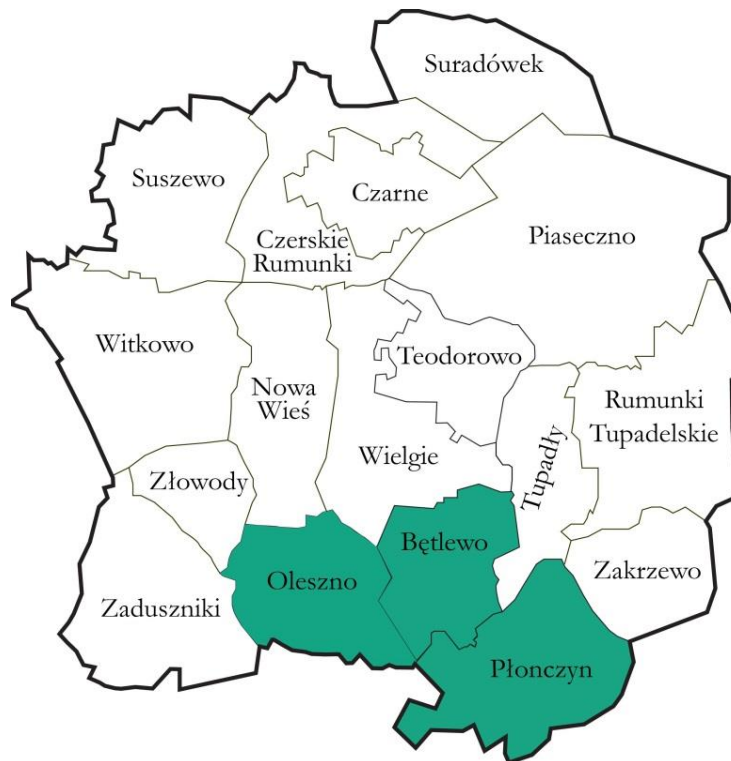 Suradówek
Suszewo
Czarne
Czerskie
Rumunki
Piaseczno
Witkowo
Teodorowo
Nowa
Wieś
Rumunki
Tupadelskie
Wielgie
Tupadły
Złowody
Bętlewo
Oleszno
Zakrzewo
Zaduszniki
Płonczyn